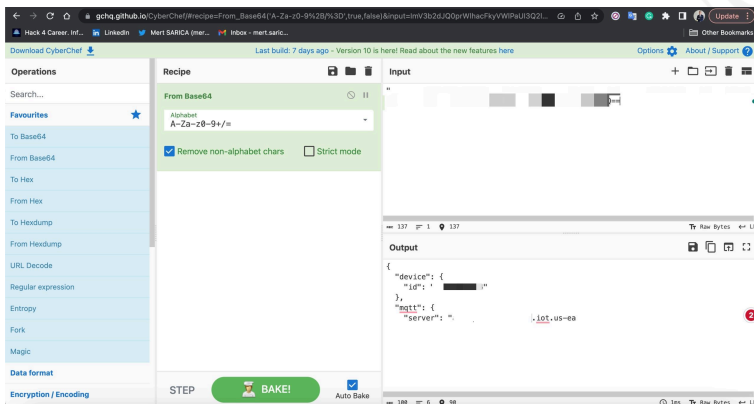 gchq.github.io/CyberChef/#recipe=From_Base64('A-Za-z0-9%2B/%3D',true,false)
Update
Hack 4 Career. Inf...
LinkedIn
Mert SARICA (mer...
Inbox - mert.saric...
Other Bookmarks
Download CyberChef
Last build: 7 days ago - Version 10 is here! Read about the new features here
Options
About / Support
Operations
Recipe
Input
Search...
From Base64
"
)==
Favourites
Alphabet
A-Za-z0-9+/=
To Base64
Remove non-alphabet chars
Strict mode
From Base64
To Hex
From Hex
To Hexdump
137
1
137
Raw Bytes
From Hexdump
Output
URL Decode
{
"device": {
"id": '
"
},
"mqtt": {
"server": "
.iot.us-ea
2
Regular expression
Entropy
Fork
Magic
Data format
Encryption / Encoding
STEP
BAKE!
Auto Bake
100
6
90
1ms
Raw Bytes